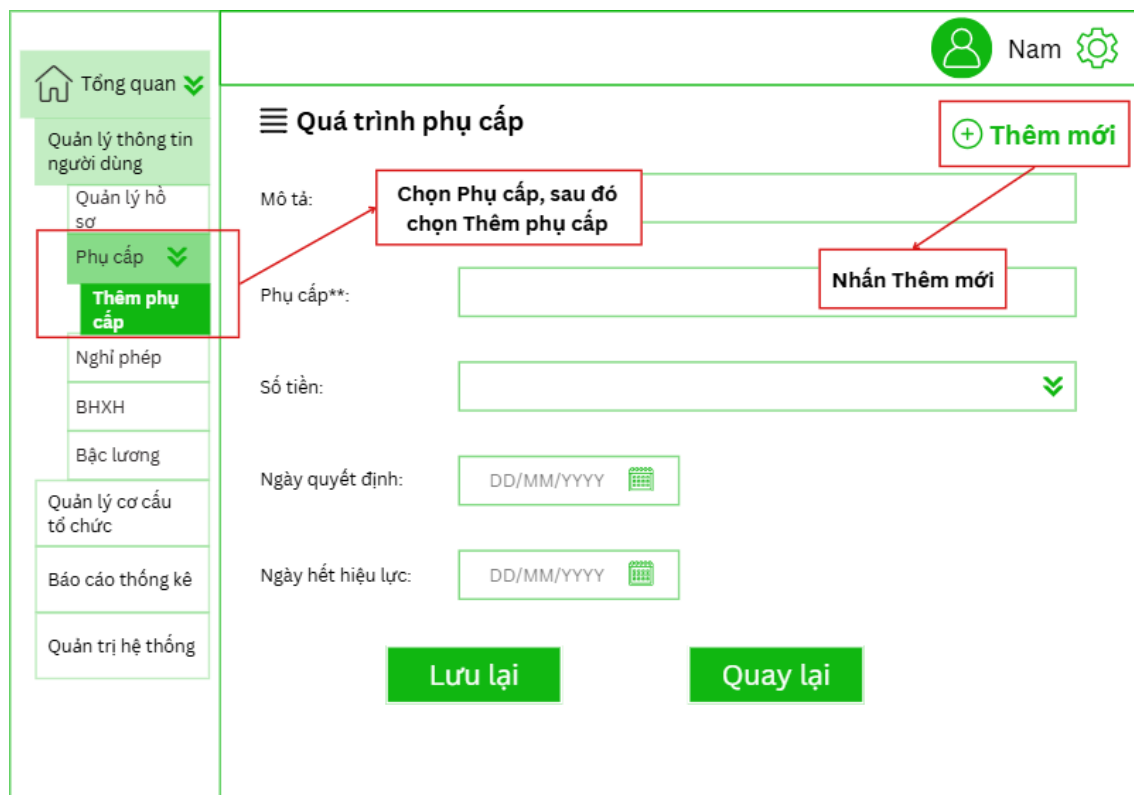 Nam
Tổng quan
Quản lý thông tin
người dùng
Quản lý hồ
sơ
Phụ cấp
Thêm phụ
cấp
Nghỉ phép
BHXH
Bậc lương
Quản lý cơ cấu
tổ chức
Báo cáo thống kê
Quản trị hệ thống
Quá trình phụ cấp
Thêm mới
Mô tả:
Chọn Phụ cấp, sau đó
chọn Thêm phụ cấp
Nhấn Thêm mới
Phụ cấp**:
Số tiền:
Ngày quyết định:
DD/MM/YYYY
Ngày hết hiệu lực:
DD/MM/YYYY
Lưu lại
Quay lại